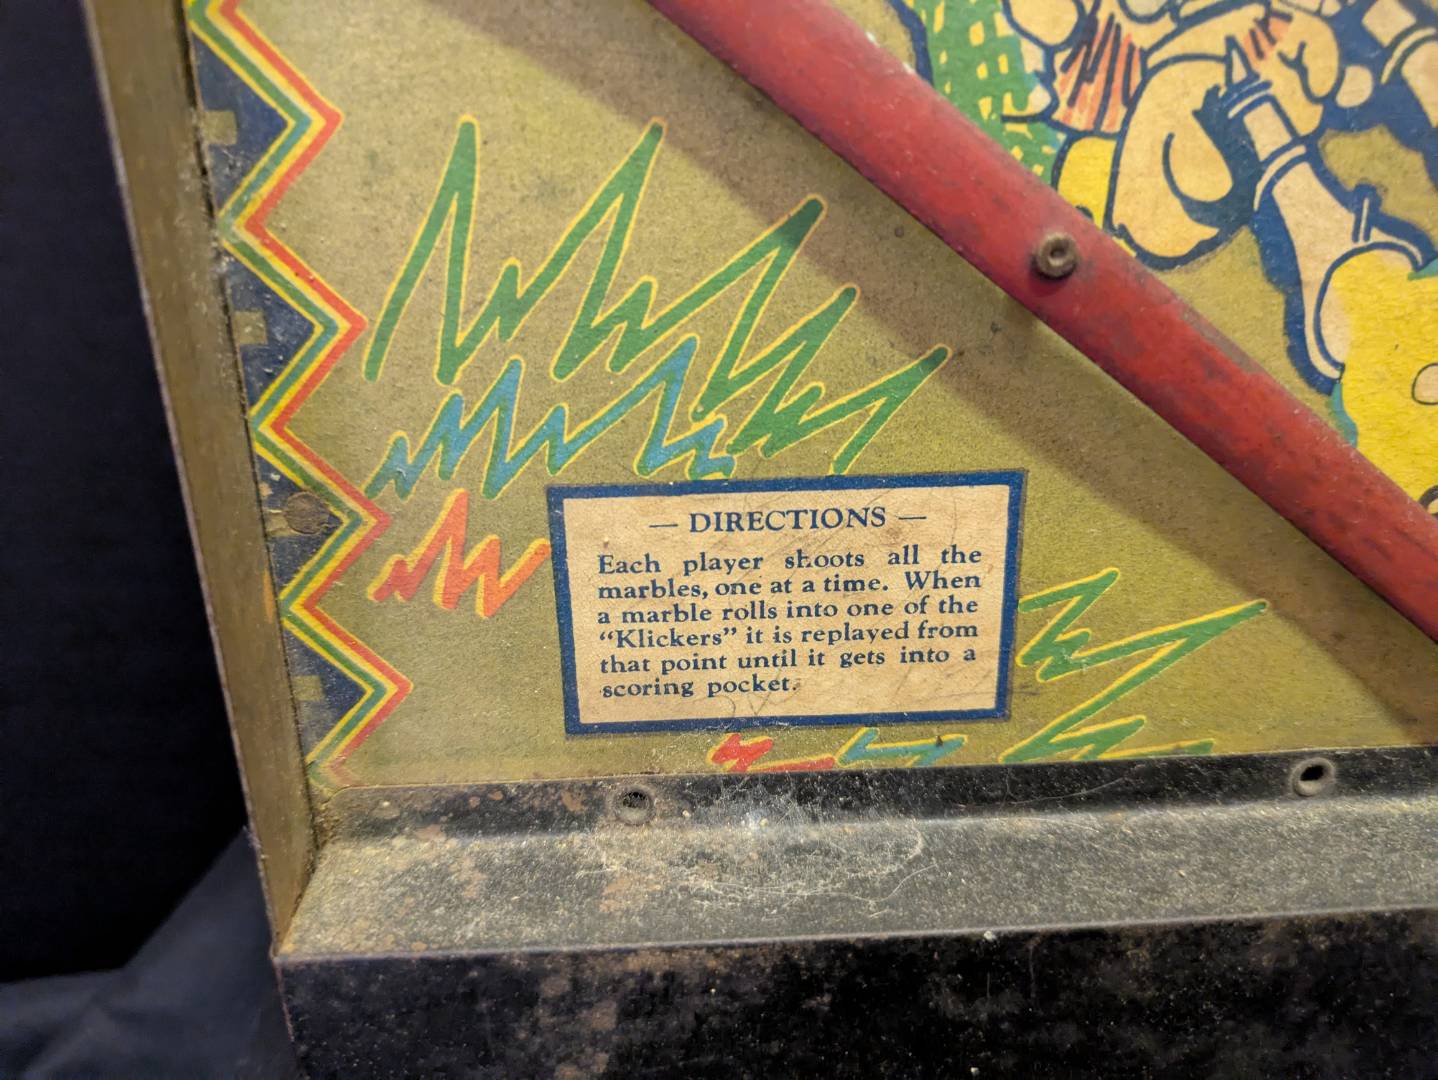 — DIRECTIONS —
Each player shoots all the
marbles, one at a time. When
a marble rolls into one of the
“Klickers” it is replayed from
that point until it gets into a
scoring pocket.